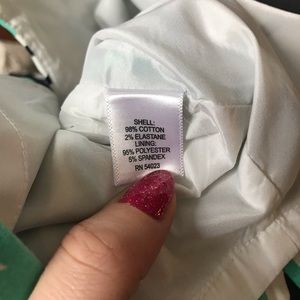 SHELL:
98% COTTON
2% ELASTANE
LINING:
95% POLYESTER
5% SPANDEX
RN 54023